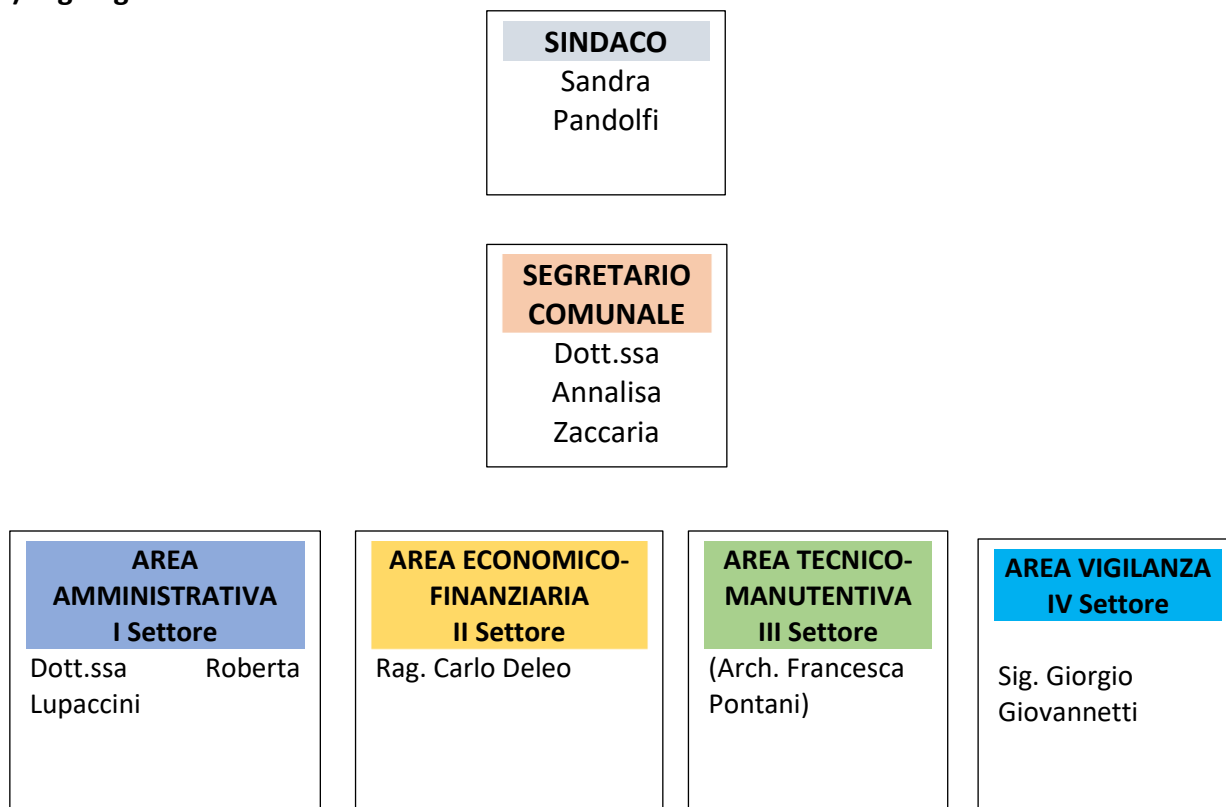 SINDACO
Sandra
Pandolfi
SEGRETARIO
COMUNALE
Dott.ssa
Annalisa
Zaccaria
AREA
AMMINISTRATIVA
I Settore
Dott.ssa Roberta
Lupaccini
AREA ECONOMICO-
FINANZIARIA
II Settore
Rag. Carlo Deleo
AREA TECNICO-
MANUTENTIVA
III Settore
(Arch. Francesca
Pontani)
AREA VIGILANZA
IV Settore
Sig. Giorgio
Giovannetti